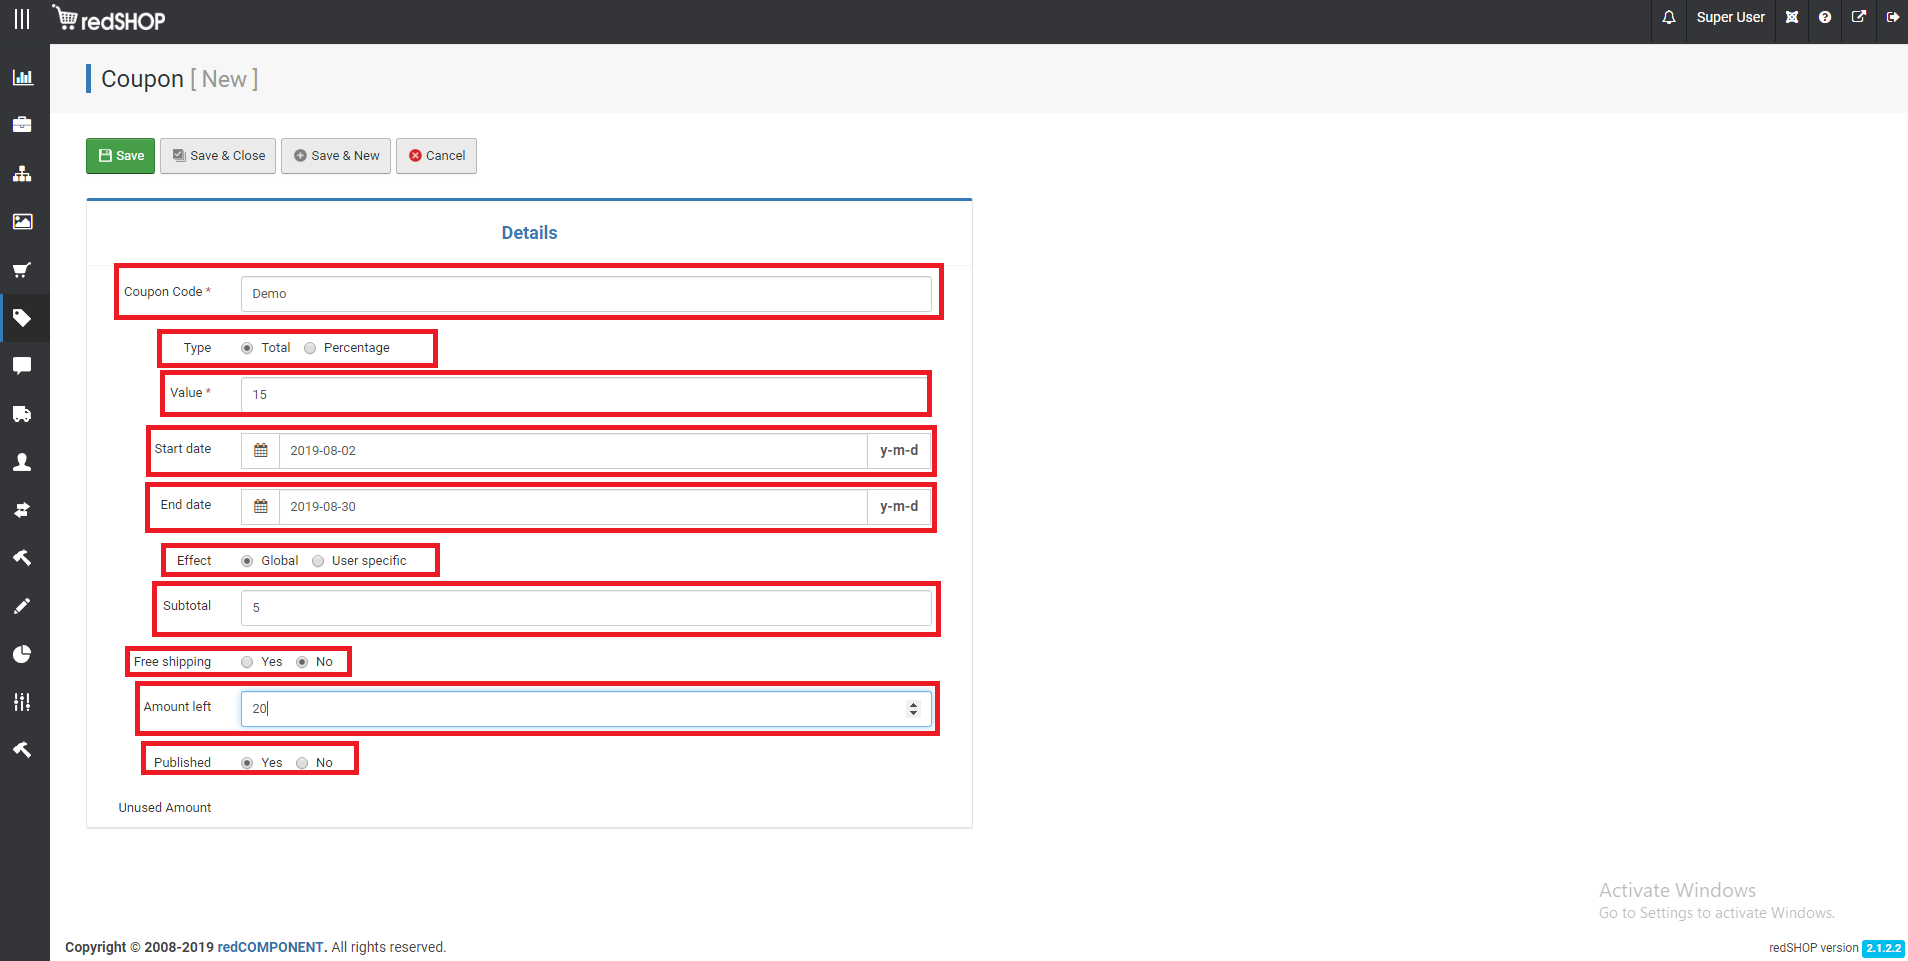 redSHOP
Super User
Coupon [ New ]
Save
Save & Close
Save & New
Cancel
Details
Coupon Code *
Demo
Type
Total
Percentage
Value *
15
Start date
2019-08-02
y-m-d
End date
2019-08-30
y-m-d
Effect
Global
User specific
Subtotal
5
Free shipping
Yes
No
Amount left
20
Published
Yes
No
Unused Amount
Activate Windows
Go to Settings to activate Windows.
Copyright © 2008-2019 redCOMPONENT. All rights reserved.
redSHOP version 2.1.2.2